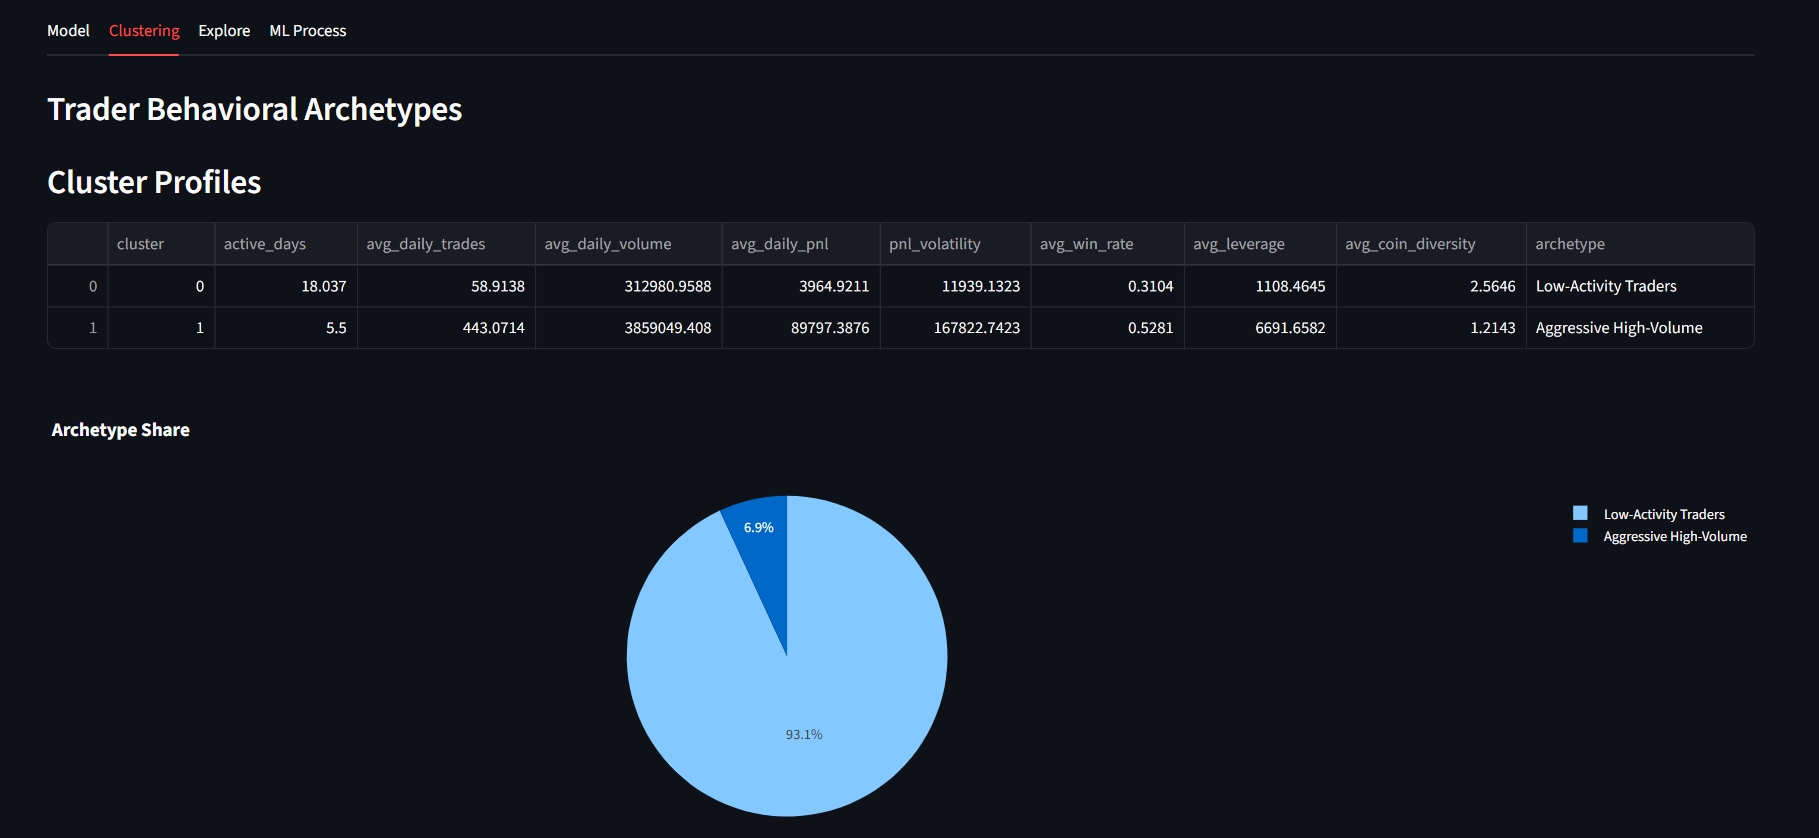 Model Clustering Explore ML Process
Trader Behavioral Archetypes
Cluster Profiles
cluster active_days avg_daily_trades avg_daily_volume avg_daily_pnl pnl_volatility avg_win_rate avg_leverage avg_coin_diversity archetype
0 0 18.037 58.9138 312980.9588 3964.9211 11939.1323 0.3104 1108.4645 2.5646 Low-Activity Traders
1 1 5.5 443.0714 3859049.408 89797.3876 167822.7423 0.5281 6691.6582 1.2143 Aggressive High-Volume
Archetype Share
Low-Activity Traders
Aggressive High-Volume
6.9%
93.1%